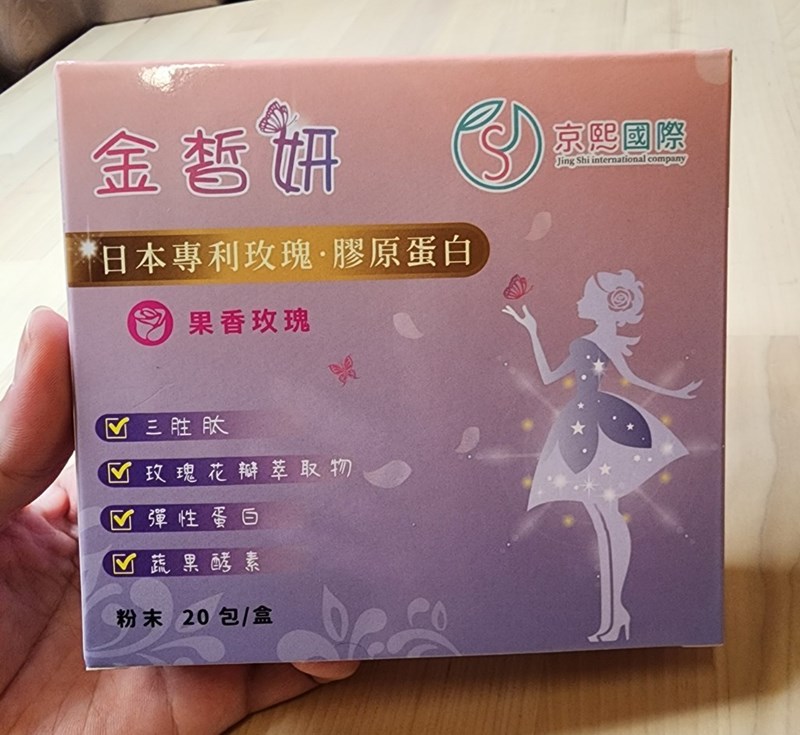 金皙妍
京熙國際
Jing Shi international company
日本專利玫瑰·膠原蛋白
果香玫瑰
三胜肽
玫瑰花瓣萃取物
彈性蛋白
蔬果酵素
粉末 20 包/盒